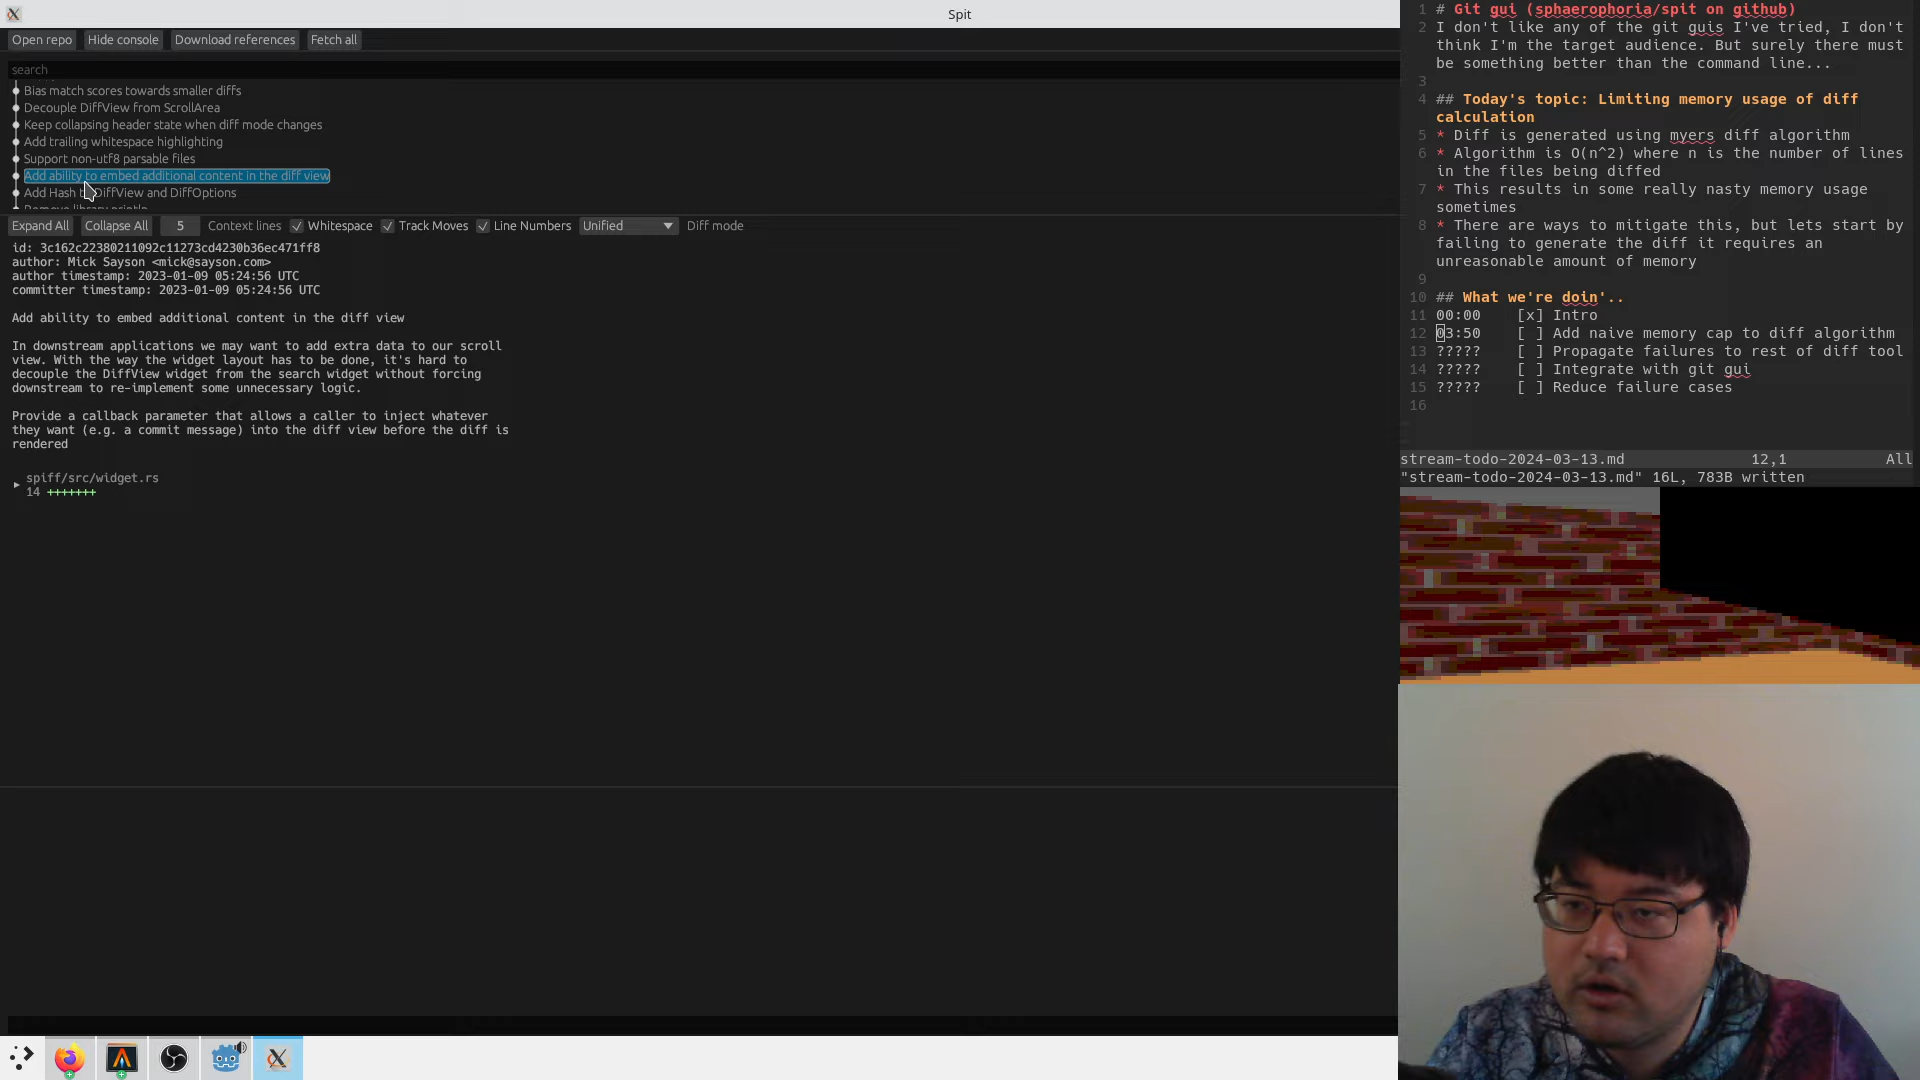 Spit
Open repo
Hide console
Download references
Fetch all
search
Bias match scores towards smaller diffs
Decouple DiffView from ScrollArea
Keep collapsing header state when diff mode changes
Add trailing whitespace highlighting
Support non-utf8 parsable files
Add ability to embed additional content in the diff view
Add Hash to DiffView and DiffOptions
Remove library println
Expand All
Collapse All
5
Context lines
Whitespace
Track Moves
Line Numbers
Unified
Diff mode
id: 3c162c22380211092c11273cd4230b36ec471ff8
author: Mick Sayson <mick@sayson.com>
author timestamp: 2023-01-09 05:24:56 UTC
committer timestamp: 2023-01-09 05:24:56 UTC
Add ability to embed additional content in the diff view
In downstream applications we may want to add extra data to our scroll
view. With the way the widget layout has to be done, it's hard to
decouple the DiffView widget from the search widget without forcing
downstream to re-implement some unnecessary logic.
Provide a callback parameter that allows a caller to inject whatever
they want (e.g. a commit message) into the diff view before the diff is
rendered
spiff/src/widget.rs
14 +++++++
1 # Git gui (sphaerophoria/spit on github)
2 I don't like any of the git guis I've tried, I don't
think I'm the target audience. But surely there must
be something better than the command line...
3
4 ## Today's topic: Limiting memory usage of diff
calculation
5 * Diff is generated using myers diff algorithm
6 * Algorithm is O(n^2) where n is the number of lines
in the files being diffed
7 * This results in some really nasty memory usage
sometimes
8 * There are ways to mitigate this, but lets start by
failing to generate the diff it requires an
unreasonable amount of memory
9
10 ## What we're doin'..
11 00:00 [x] Intro
12 03:50 [ ] Add naive memory cap to diff algorithm
13 ????? [ ] Propagate failures to rest of diff tool
14 ????? [ ] Integrate with git gui
15 ????? [ ] Reduce failure cases
16
stream-todo-2024-03-13.md 12,1 All
"stream-todo-2024-03-13.md" 16L, 783B written